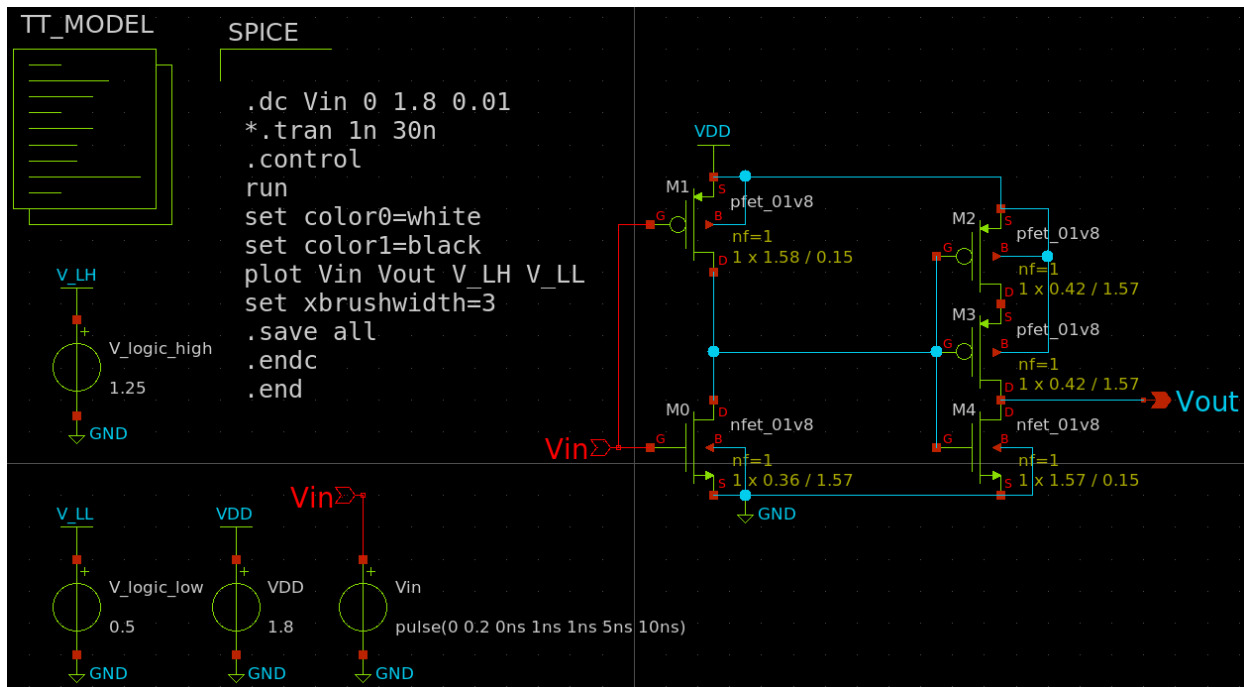 TT_MODEL
SPICE
.dc Vin 0 1.8 0.01
*.tran 1n 30n
.control
run
set color0=white
set color1=black
plot Vin Vout V_LH V_LL
set xbrushwidth=3
.save all
.endc
.end
V_LH
+
V_logic_high
1.25
GND
VDD
M1
S
pfet_01v8
G
B
nf=1
D
1 x 1.58 / 0.15
M2
S
pfet_01v8
G
B
nf=1
D
1 x 0.42 / 1.57
M3
S
pfet_01v8
G
B
nf=1
D
1 x 0.42 / 1.57
Vout
M0
D
nfet_01v8
Vin
G
B
nf=1
S
1 x 0.36 / 1.57
M4
D
nfet_01v8
G
B
nf=1
S
1 x 1.57 / 0.15
GND
V_LL
+
V_logic_low
0.5
GND
VDD
+
VDD
1.8
GND
Vin
+
Vin
pulse(0 0.2 0ns 1ns 1ns 5ns 10ns)
GND